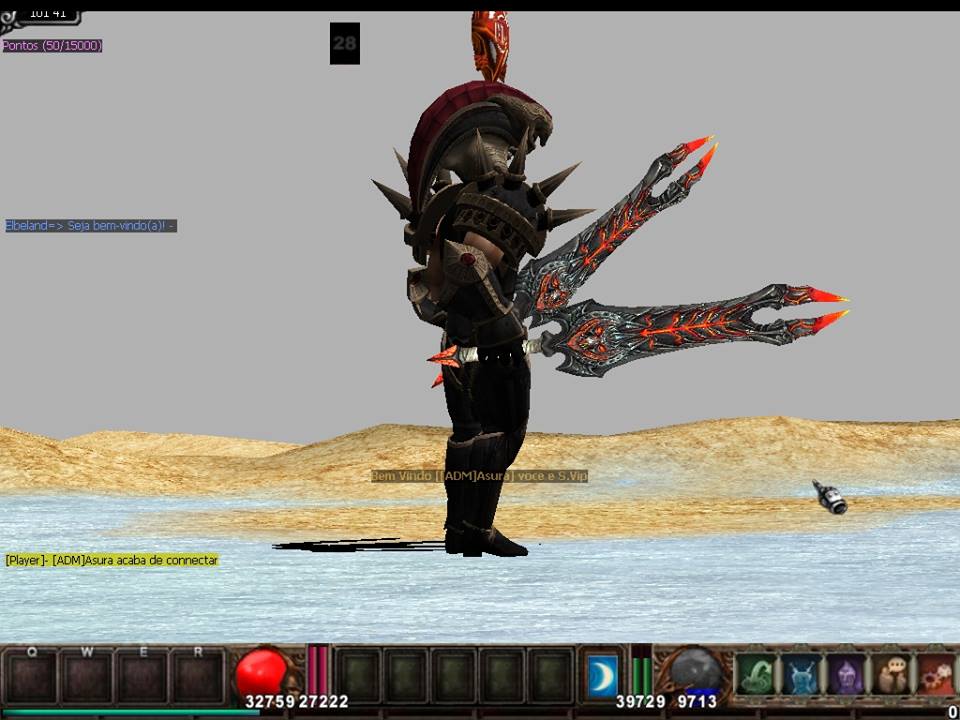 101 41
Pontos (50/15000)
28
Elbeland=> Seja bem-vindo(a)! -
Bem Vindo [[ADM]Asura] voce e S.Vip
[Player]- [ADM]Asura acaba de connectar
Q W E R
32759 27222 39729 9713
0